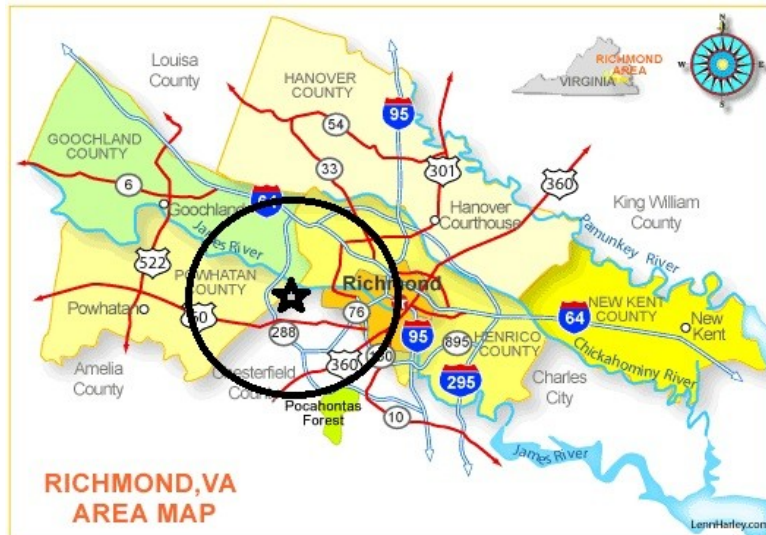 N
W
E
S
RICHMOND
AREA
VIRGINIA
Louisa
County
HANOVER
COUNTY
54
95
33
301
360
GOOCHLAND
COUNTY
6
Goochland
64
Hanover
Courthouse
King William
County
Pamunkey River
James River
522
POWHATAN
COUNTY
Powhatan
Richmond
NEW KENT
COUNTY
64
New
Kent
288
76
95
HENRICO
COUNTY
895
Chickahominy River
Amelia
County
Chesterfield
County
360
295
Charles
City
Pocahontas
Forest
10
James River
RICHMOND,VA
AREA MAP
LennHarley.com